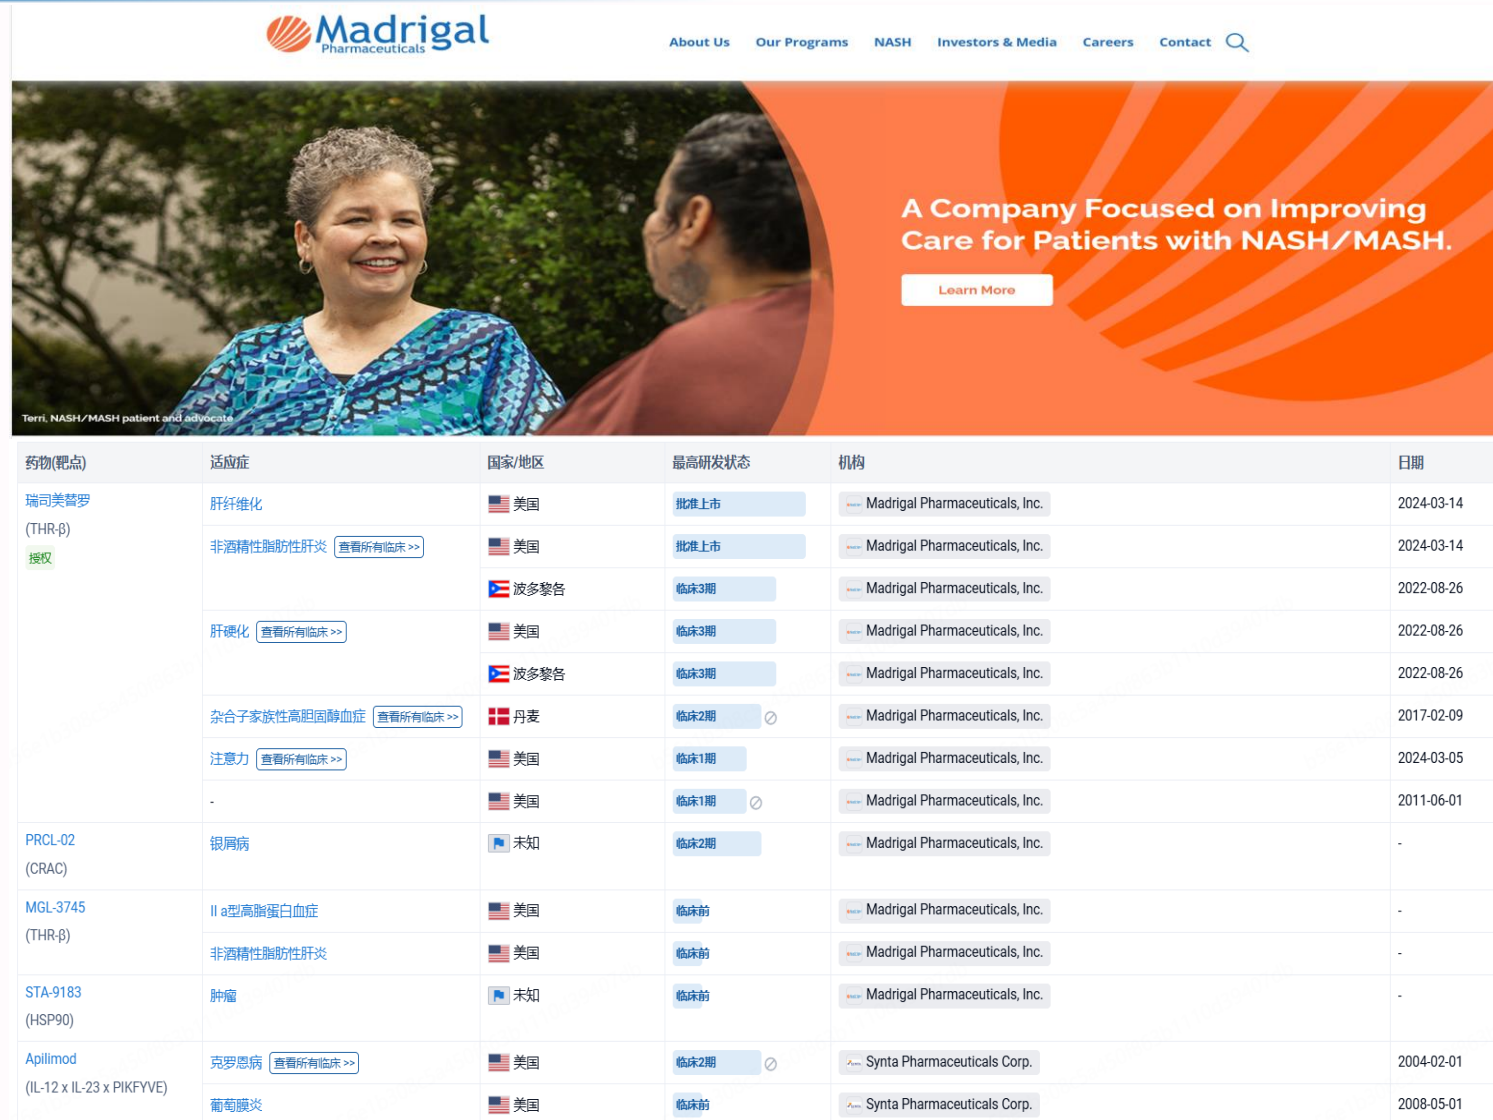 Madrigal
Pharmaceuticals
About Us Our Programs NASH Investors & Media Careers Contact
A Company Focused on Improving
Care for Patients with NASH/MASH.
Learn More
Terri, NASH/MASH patient and advocate
药物(靶点) 适应症 国家/地区 最高研发状态 机构 日期
瑞司美替罗 肝纤维化 美国 批准上市 Madrigal Pharmaceuticals, Inc. 2024-03-14
(THR-β)
授权 非酒精性脂肪性肝炎 查看所有临床 >> 美国 批准上市 Madrigal Pharmaceuticals, Inc. 2024-03-14
波多黎各 临床3期 Madrigal Pharmaceuticals, Inc. 2022-08-26
肝硬化 查看所有临床 >> 美国 临床3期 Madrigal Pharmaceuticals, Inc. 2022-08-26
波多黎各 临床3期 Madrigal Pharmaceuticals, Inc. 2022-08-26
杂合子家族性高胆固醇血症 查看所有临床 >> 丹麦 临床2期 Madrigal Pharmaceuticals, Inc. 2017-02-09
注意力 查看所有临床 >> 美国 临床1期 Madrigal Pharmaceuticals, Inc. 2024-03-05
- 美国 临床1期 Madrigal Pharmaceuticals, Inc. 2011-06-01
PRCL-02 银屑病 未知 临床2期 Madrigal Pharmaceuticals, Inc. -
(CRAC)
MGL-3745 II a型高脂蛋白血症 美国 临床前 Madrigal Pharmaceuticals, Inc. -
(THR-β)
非酒精性脂肪性肝炎 美国 临床前 Madrigal Pharmaceuticals, Inc. -
STA-9183 肿瘤 未知 临床前 Madrigal Pharmaceuticals, Inc. -
(HSP90)
Apilimod 克罗恩病 查看所有临床 >> 美国 临床2期 Synta Pharmaceuticals Corp. 2004-02-01
(IL-12 x IL-23 x PIKFYVE)
葡萄膜炎 美国 临床前 Synta Pharmaceuticals Corp. 2008-05-01